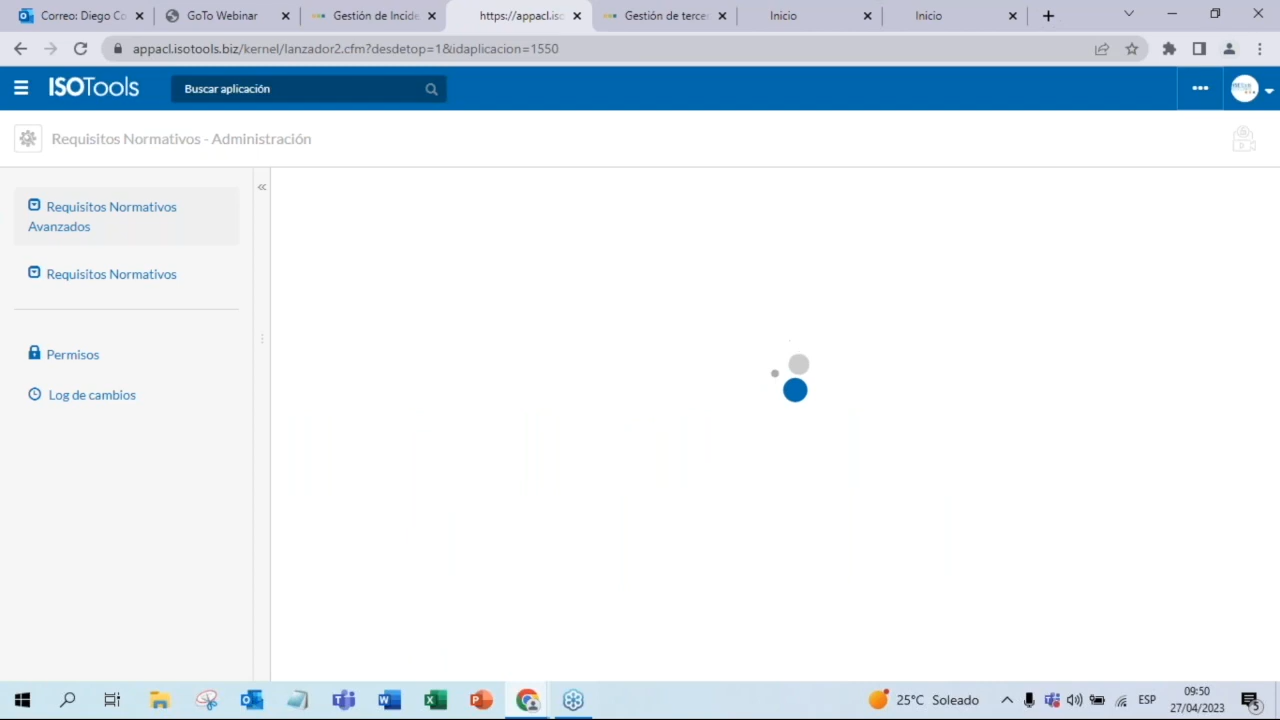 Correo: Diego Co
GoTo Webinar
Gestión de Incide
https://appacl.iso
Gestión de terce
Inicio
Inicio
appacl.isotools.biz/kernel/lanzador2.cfm?desdetop=1&idaplicacion=1550
ISOTools
Buscar aplicación
Requisitos Normativos - Administración
Requisitos Normativos
Avanzados
Requisitos Normativos
Permisos
Log de cambios
25°C Soleado
ESP
09:50
27/04/2023
5